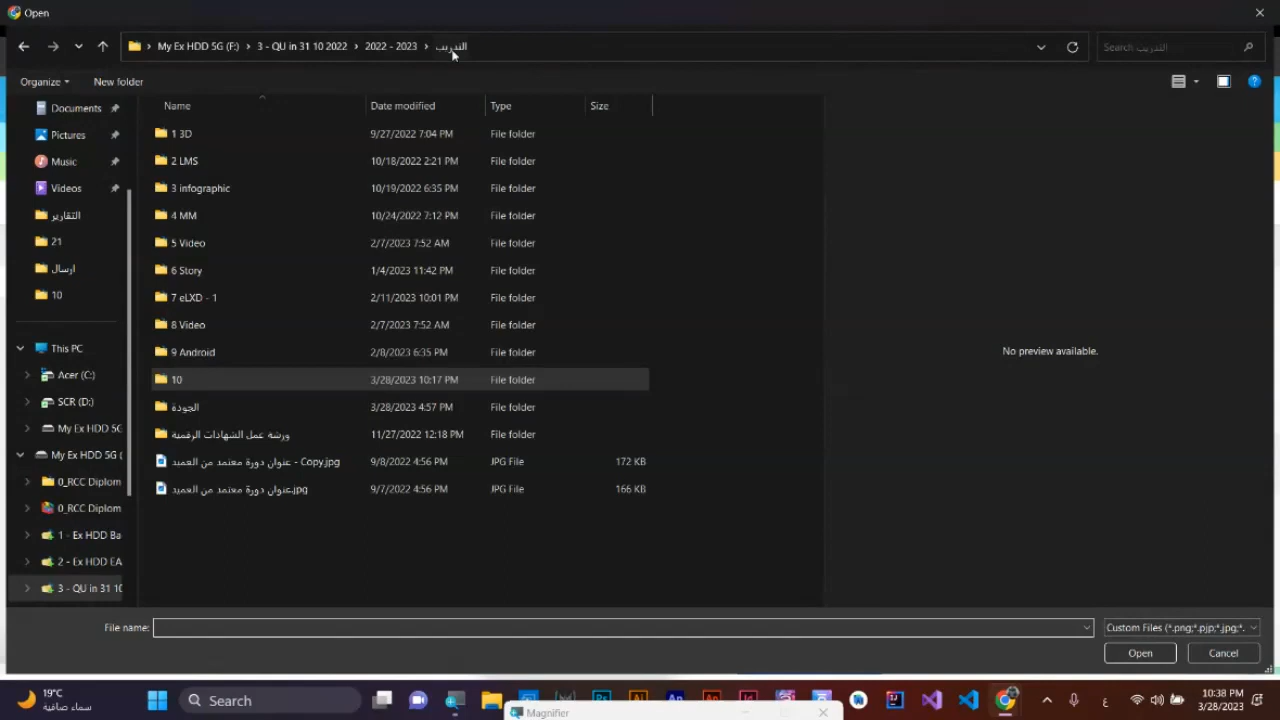 Open
My Ex HDD 5G (F:) › 3 - QU in 31 10 2022 › 2022 - 2023 › التدريب
Search التدريب
Organize
New folder
Name
Date modified
Type
Size
Documents
Pictures
Music
Videos
التقارير
21
ارسال
10
This PC
Acer (C:)
SCR (D:)
My Ex HDD 5G
My Ex HDD 5G (
0_RCC Diplom
0_RCC Diplom
1 - Ex HDD Ba
2 - Ex HDD EA
3 - QU in 31 10
1 3D 9/27/2022 7:04 PM File folder
2 LMS 10/18/2022 2:21 PM File folder
3 infographic 10/19/2022 6:35 PM File folder
4 MM 10/24/2022 7:12 PM File folder
5 Video 2/7/2023 7:52 AM File folder
6 Story 1/4/2023 11:42 PM File folder
7 eLXD - 1 2/11/2023 10:01 PM File folder
8 Video 2/7/2023 7:52 AM File folder
9 Android 2/8/2023 6:35 PM File folder
10 3/28/2023 10:17 PM File folder
الجودة 3/28/2023 4:57 PM File folder
ورشة عمل الشهادات الرقمية 11/27/2022 12:18 PM File folder
عنوان دورة معتمد من العميد - Copy.jpg 9/8/2022 4:56 PM JPG File 172 KB
عنوان دورة معتمد من العميد.jpg 9/7/2022 4:56 PM JPG File 166 KB
No preview available.
File name:
Custom Files (*.png;*.pjp;*.jpg;*.
Open
Cancel
19°C
سماء صافية
Search
Ps
Ai
An
An
Id
ع
10:38 PM
3/28/2023
Magnifier